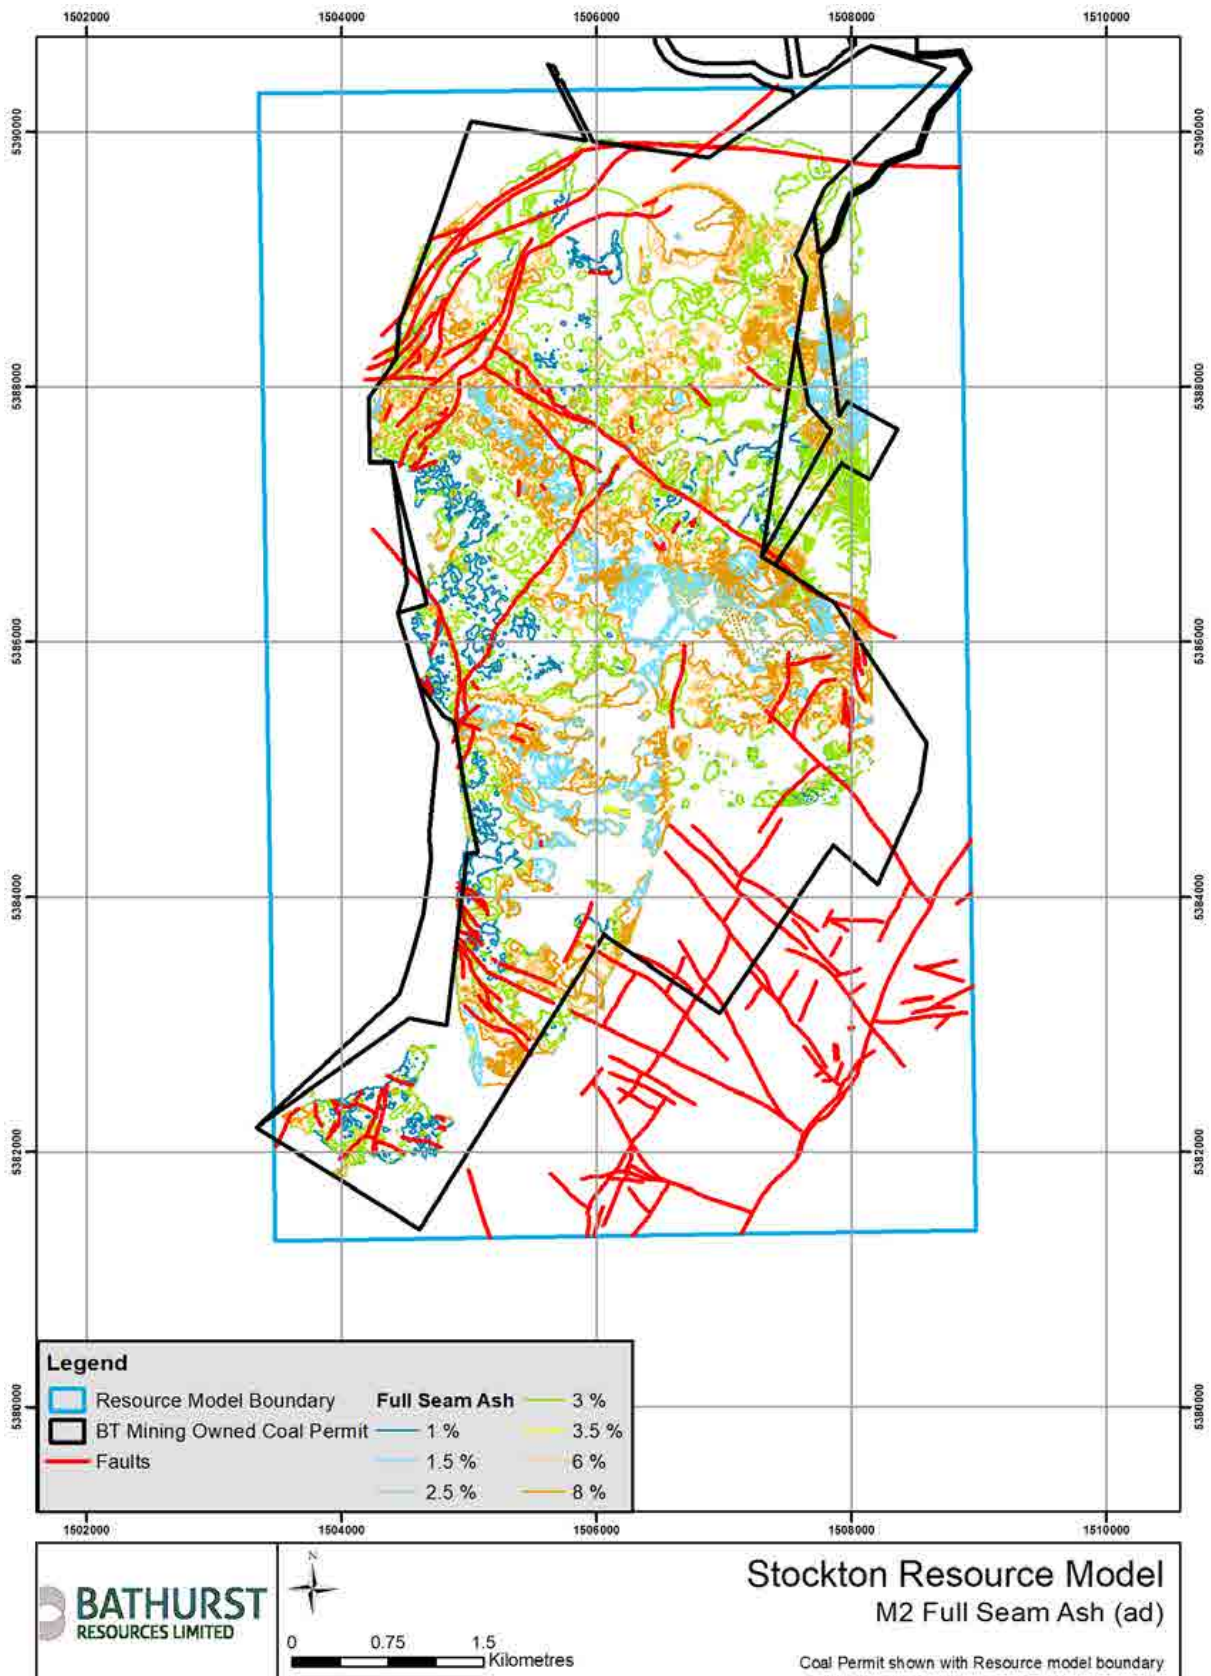 1502000 1504000 1506000 1508000 1510000
5390000 5390000
5388000 5388000
5386000 5386000
5384000 5384000
5382000 5382000
5380000 5380000
Legend
Resource Model Boundary
BT Mining Owned Coal Permit
Faults
Full Seam Ash
1 %
1.5 %
2.5 %
3 %
3.5 %
6 %
8 %
1502000 1504000 1506000 1508000 1510000
BATHURST
RESOURCES LIMITED
N
0 0.75 1.5
Kilometres
Stockton Resource Model
M2 Full Seam Ash (ad)
Coal Permit shown with Resource model boundary